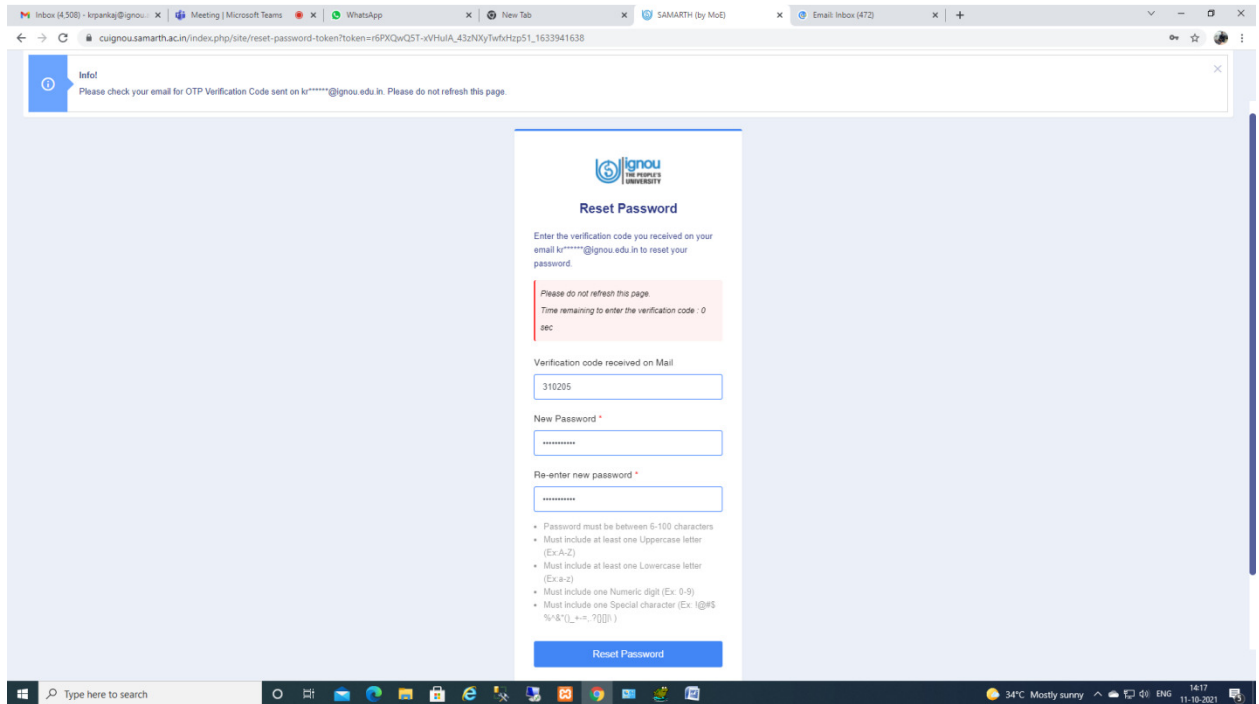 Inbox (4,508) - krpankaj@ignou.
Meeting | Microsoft Teams
WhatsApp
New Tab
SAMARTH (by MoE)
Email: Inbox (472)
cuignou.samarth.ac.in/index.php/site/reset-password-token?token=r6PXQwQ5T-xVHuIA_43zNXyTwfxHzp51_1633941638
Info!
Please check your email for OTP Verification Code sent on kr******@ignou.edu.in. Please do not refresh this page.
ignou
THE PEOPLE'S
UNIVERSITY
Reset Password
Enter the verification code you received on your
email kr******@ignou.edu.in to reset your
password.
Please do not refresh this page.
Time remaining to enter the verification code : 0
sec
Verification code received on Mail
310205
New Password *
•••••••••••
Re-enter new password *
•••••••••••
• Password must be between 6-100 characters
• Must include at least one Uppercase letter
(Ex:A-Z)
• Must include at least one Lowercase letter
(Ex:a-z)
• Must include one Numeric digit (Ex: 0-9)
• Must include one Special character (Ex: !@#$
Reset Password
Type here to search
34°C Mostly sunny
ENG
14:17
11-10-2021